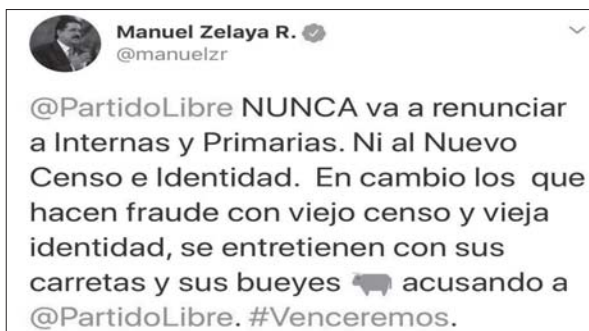 Manuel Zelaya R.
@manuelzr
@PartidoLibre NUNCA va a renunciar
a Internas y Primarias. Ni al Nuevo
Censo e Identidad. En cambio los que
hacen fraude con viejo censo y vieja
identidad, se entretienen con sus
carretas y sus bueyes 🐂 acusando a
@PartidoLibre. #Venceremos.